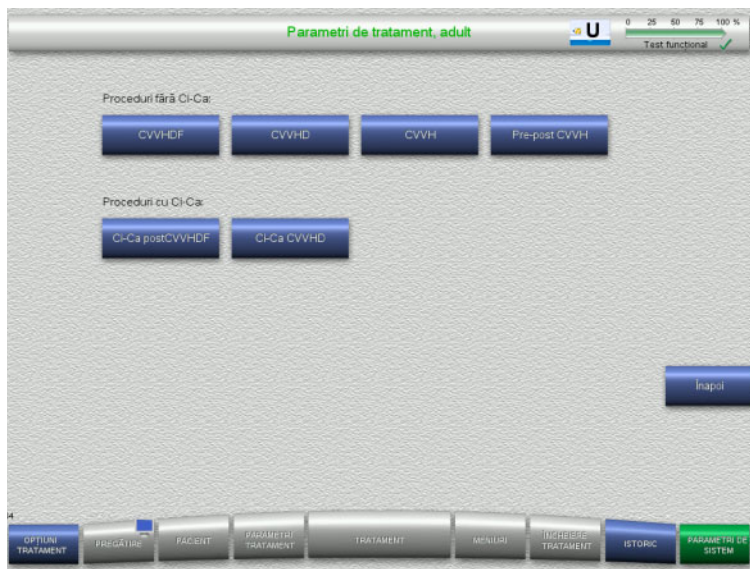 Parametri de tratament, adult
U
0 25 50 75 100 %
Test funcțional
Proceduri fără Ci-Ca:
CVVHDF
CVVHD
CVVH
Pre-post CVVH
Proceduri cu Ci-Ca:
Ci-Ca postCVVHDF
Ci-Ca CVVHD
Înapoi
OPȚIUNI
TRATAMENT
PREGĂTIRE
PACIENT
PARAMETRI
TRATAMENT
TRATAMENT
MENIURI
ÎNCHEIERE
TRATAMENT
ISTORIC
PARAMETRI DE
SISTEM